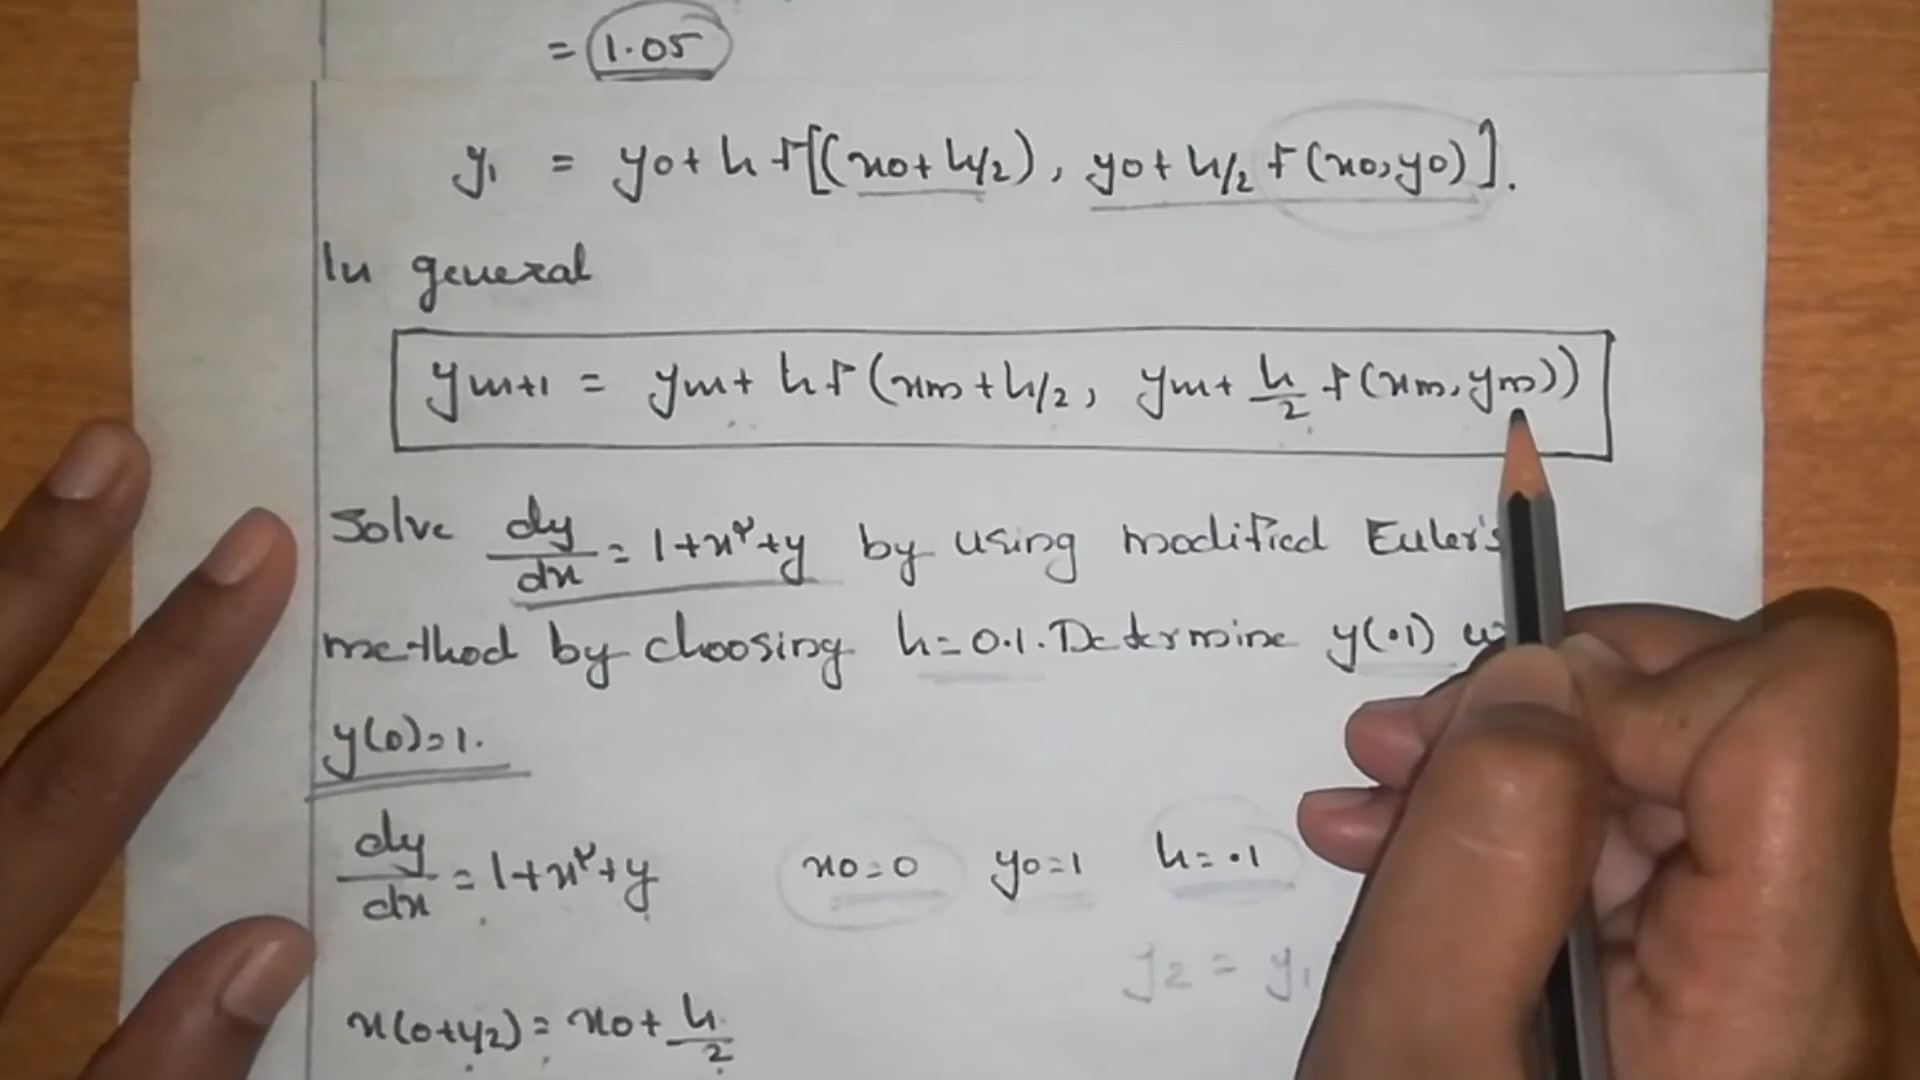 = 1.05
y₁ = y0 + h f[(x0 + h/2), y0 + h/2 f(x0, y0)].
In general
ym+1 = ym + hf(xm + h/2, ym + h/2 f(xm, ym))
Solve dy/dx = 1+x²+y by using modified Euler's
method by choosing h=0.1. Determine y(.1)
y(0)=1.
dy/dx = 1+x²+y x0=0 y0=1 h=.1
y2 = y1
x(0+1/2) = x0 + h/2